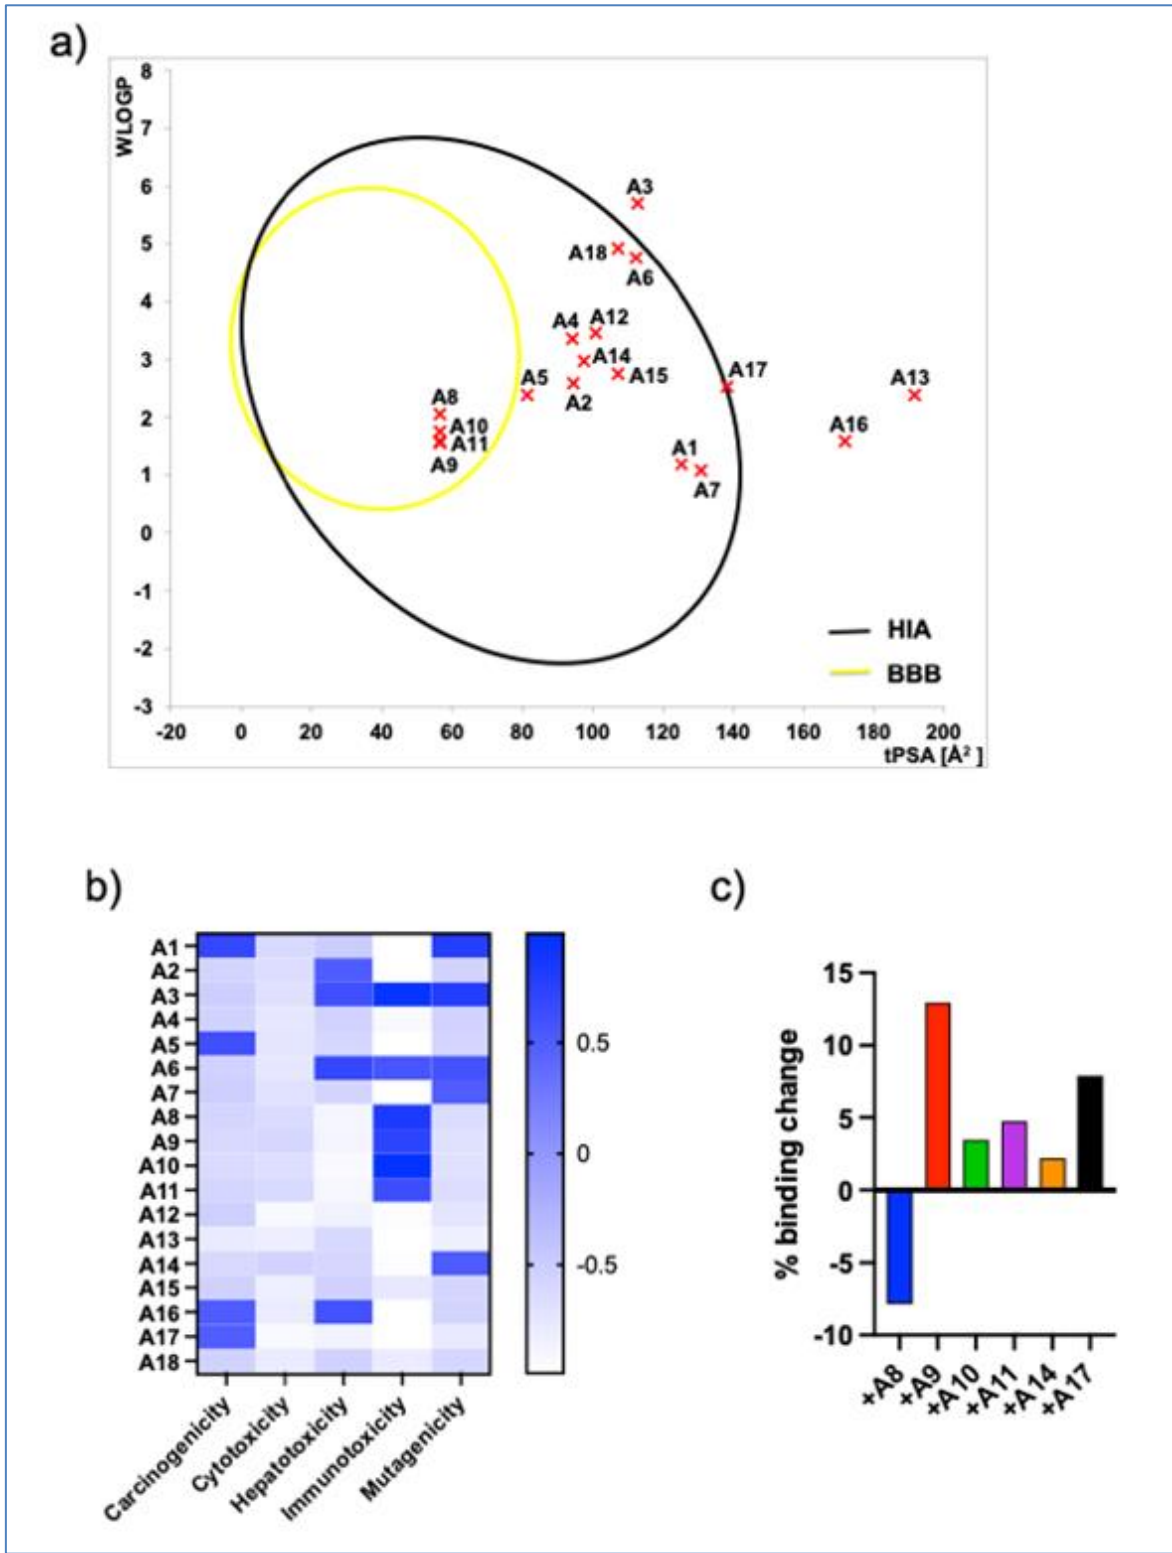 a)
WLOGP
8
7
6
5
4
3
2
1
0
-1
-2
-3
-20 0 20 40 60 80 100 120 140 160 180 200
tPSA [Å² ]
A3
A18
A6
A4 A12
A14
A15
A5
A2
A17
A13
A8
A10
A11
A9
A16
A1
A7
HIA
BBB
b)
A1
A2
A3
A4
A5
A6
A7
A8
A9
A10
A11
A12
A13
A14
A15
A16
A17
A18
Carcinogenicity
Cytotoxicity
Hepatotoxicity
Immunotoxicity
Mutagenicity
0.5
0
-0.5
c)
% binding change
15
10
5
0
-5
-10
+A8
+A9
+A10
+A11
+A14
+A17